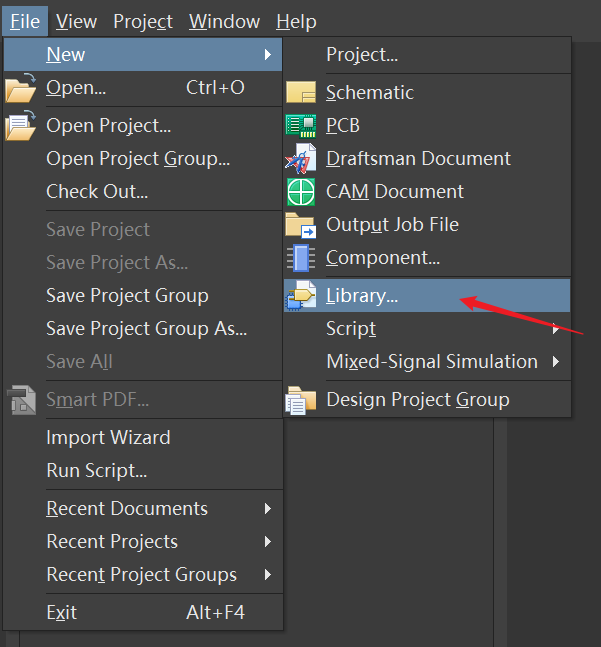 File View Project Window Help
New
Open... Ctrl+O
Open Project...
Open Project Group...
Check Out...
Save Project
Save Project As...
Save Project Group
Save Project Group As...
Save All
Smart PDF...
Import Wizard
Run Script...
Recent Documents
Recent Projects
Recent Project Groups
Exit Alt+F4
Project...
Schematic
PCB
Draftsman Document
CAM Document
Output Job File
Component...
Library...
Script
Mixed-Signal Simulation
Design Project Group